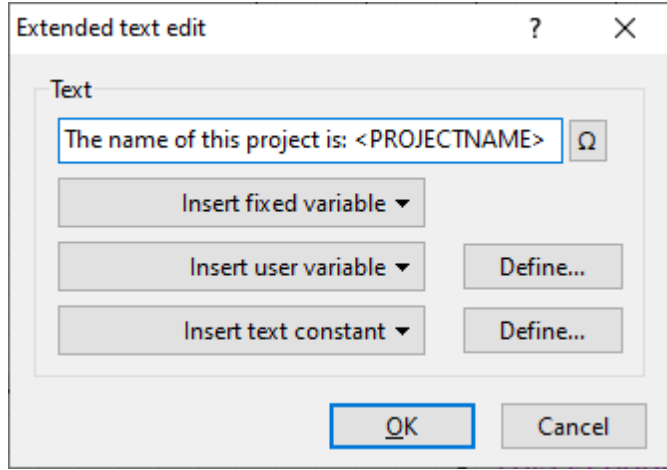 Extended text edit ? ×
Text
The name of this project is: <PROJECTNAME> Ω
Insert fixed variable
Insert user variable Define...
Insert text constant Define...
OK Cancel